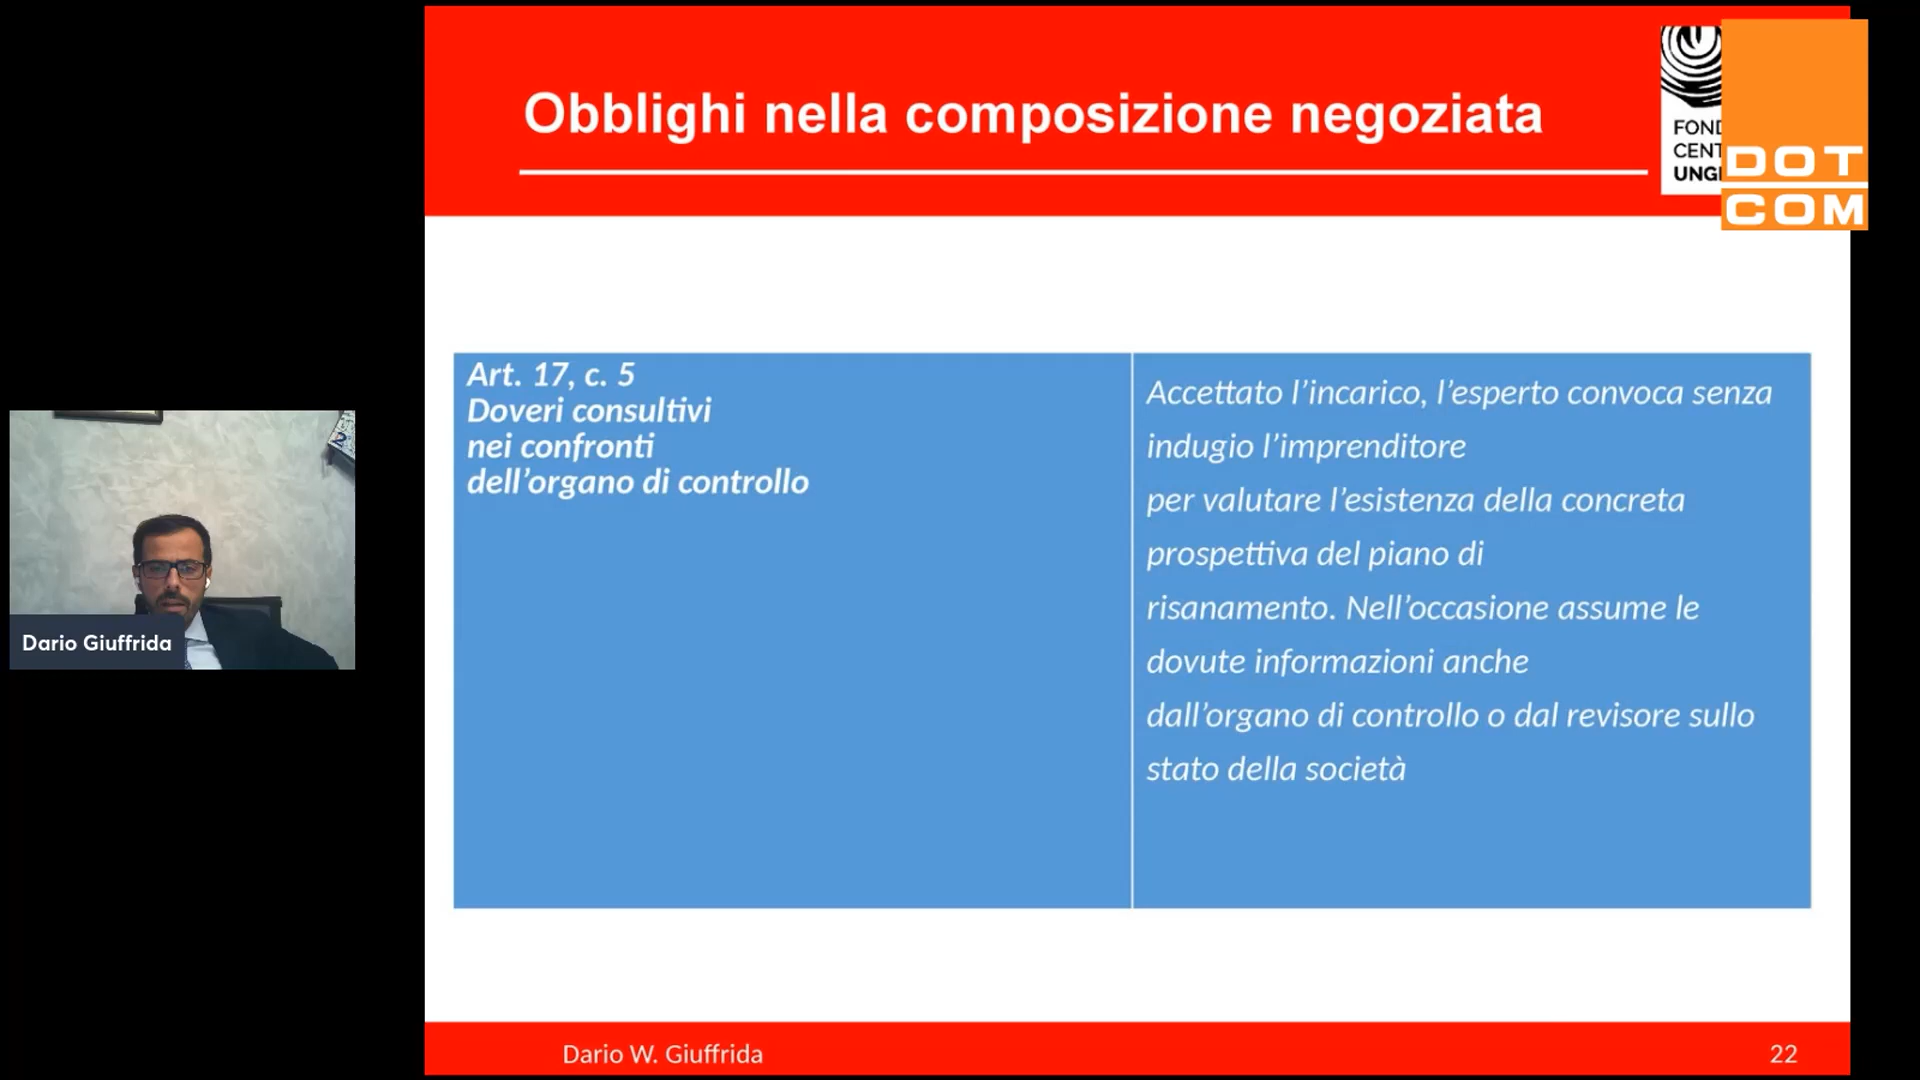 Obblighi nella composizione negoziata
FOND
CENT
UNG
DOT
COM
Art. 17, c. 5
Doveri consultivi
nei confronti
dell’organo di controllo
Accettato l’incarico, l’esperto convoca senza
indugio l’imprenditore
per valutare l’esistenza della concreta
prospettiva del piano di
risanamento. Nell’occasione assume le
dovute informazioni anche
dall’organo di controllo o dal revisore sullo
stato della società
Dario Giuffrida
Dario W. Giuffrida
22